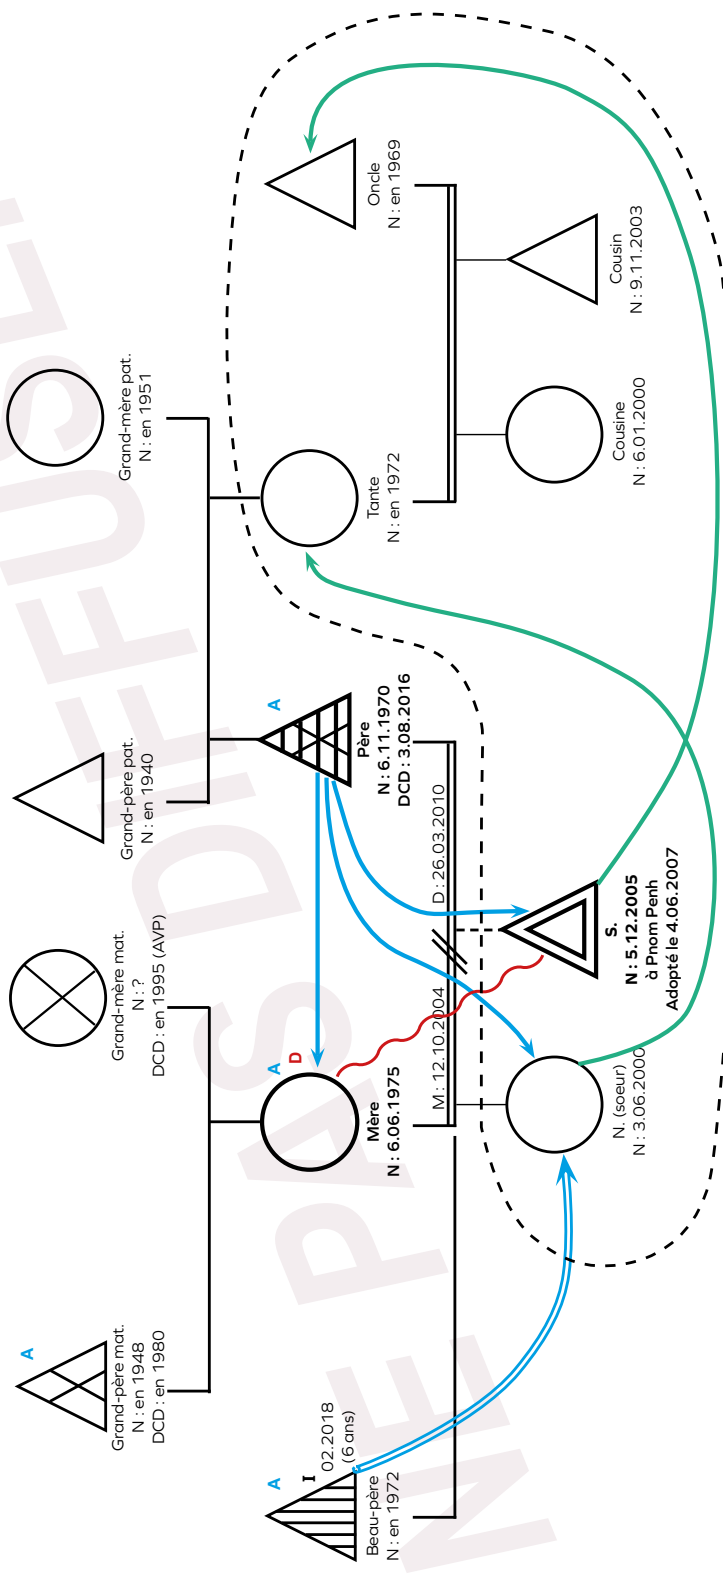 NE PAS DIFFUSER
A
Grand-père mat.
N : en 1948
DCD : en 1980
Grand-mère mat.
N : ?
DCD : en 1995 (AVP)
Grand-père pat.
N : en 1940
Grand-mère pat.
N : en 1951
A
I
02.2018
(6 ans)
Beau-père
N : en 1972
A
D
Mère
N : 6.06.1975
A
Père
N : 6.11.1970
DCD : 3.08.2016
Tante
N : en 1972
Oncle
N : en 1969
M : 12.10.2004
D : 26.03.2010
N. (soeur)
N : 3.06.2000
S.
N : 5.12.2005
à Pnom Penh
Adopté le 4.06.2007
Cousine
N : 6.01.2000
Cousin
N : 9.11.2003